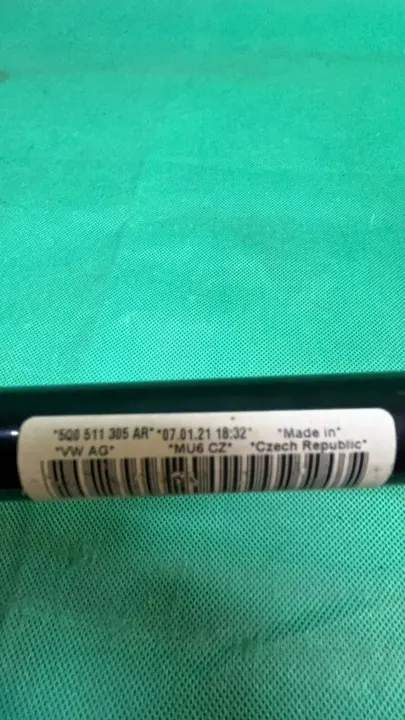 "5Q0 511 305 AR" "07.01.21 18:32" "Made in"
"VW AG" "MU6 CZ" "Czech Republic"